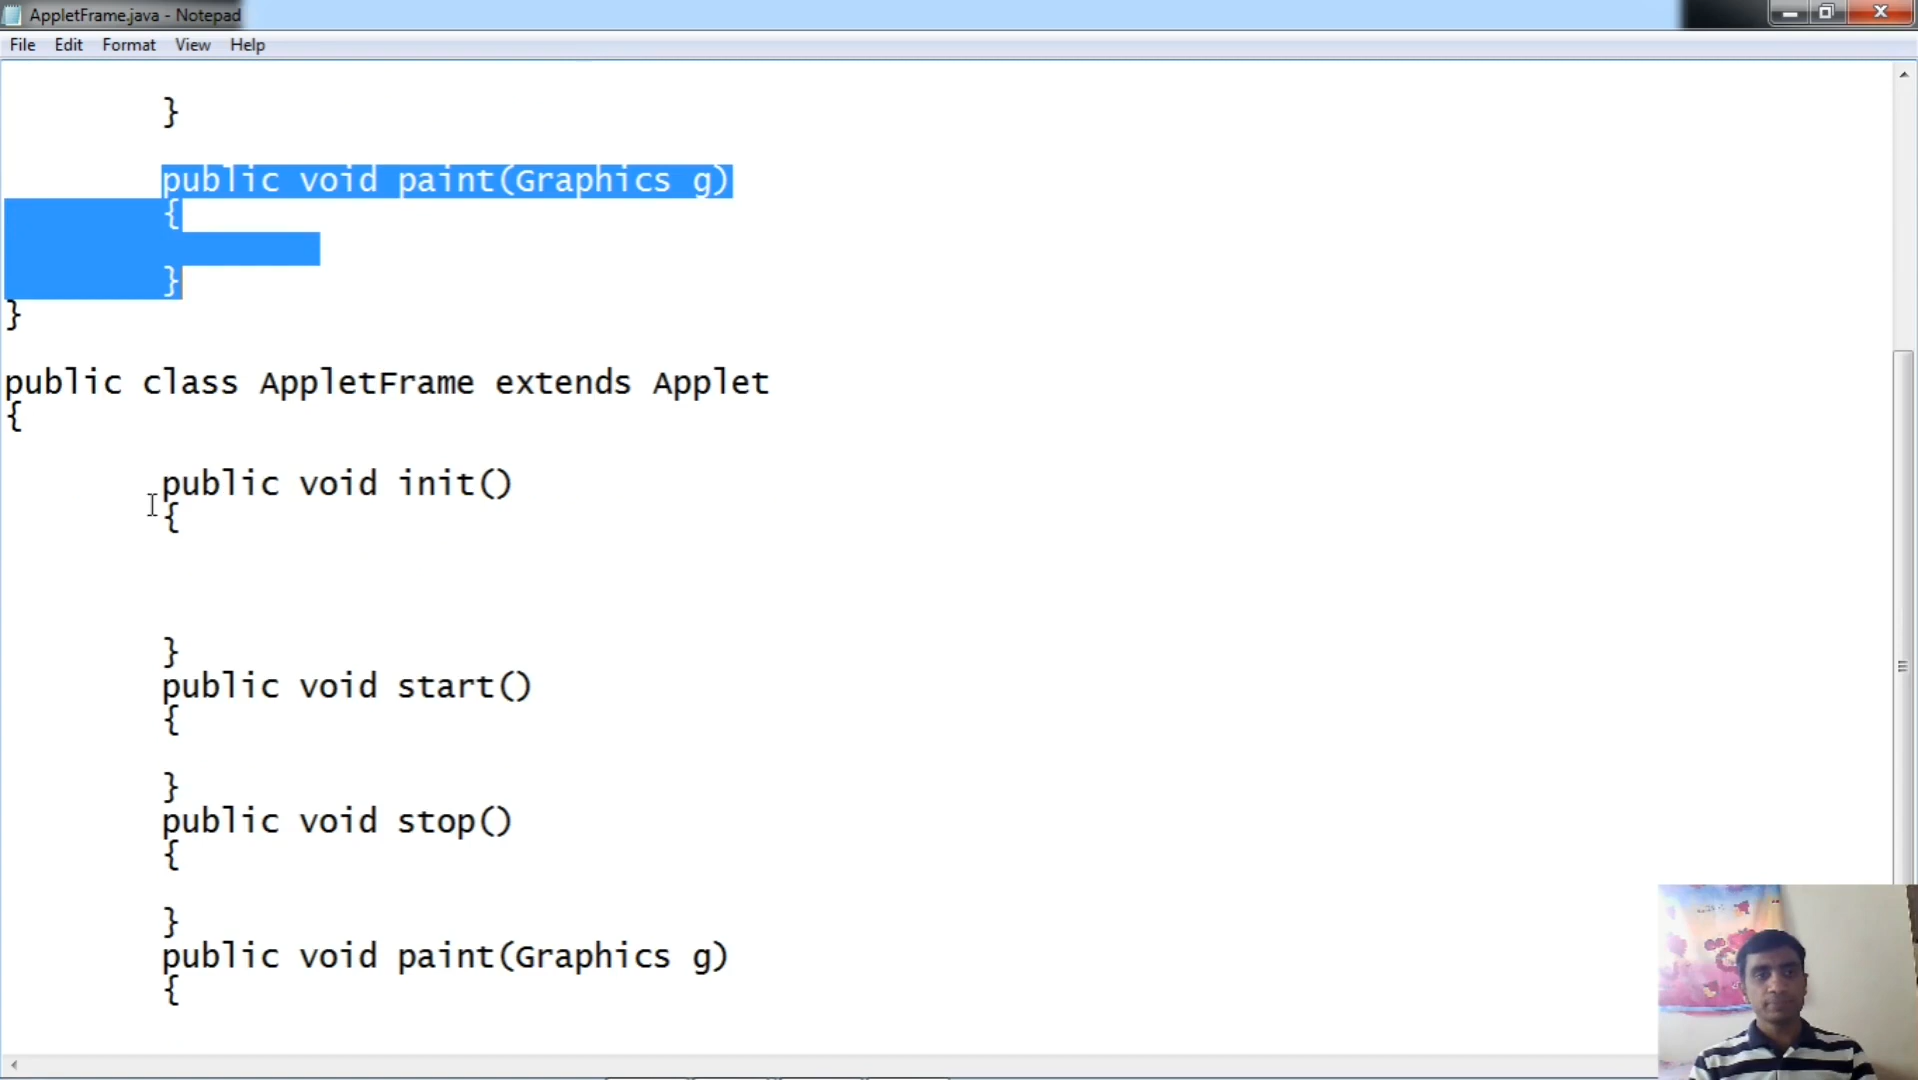 AppletFrame.java - Notepad
File Edit Format View Help
}
public void paint(Graphics g)
{
}
}
public class AppletFrame extends Applet
{
public void init()
{
}
public void start()
{
}
public void stop()
{
}
public void paint(Graphics g)
{